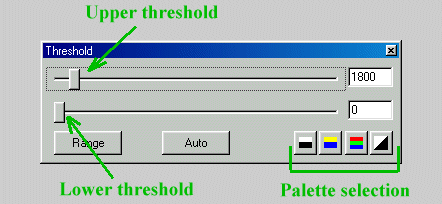 Upper threshold
Threshold
1800
0
Range
Auto
Lower threshold
Palette selection